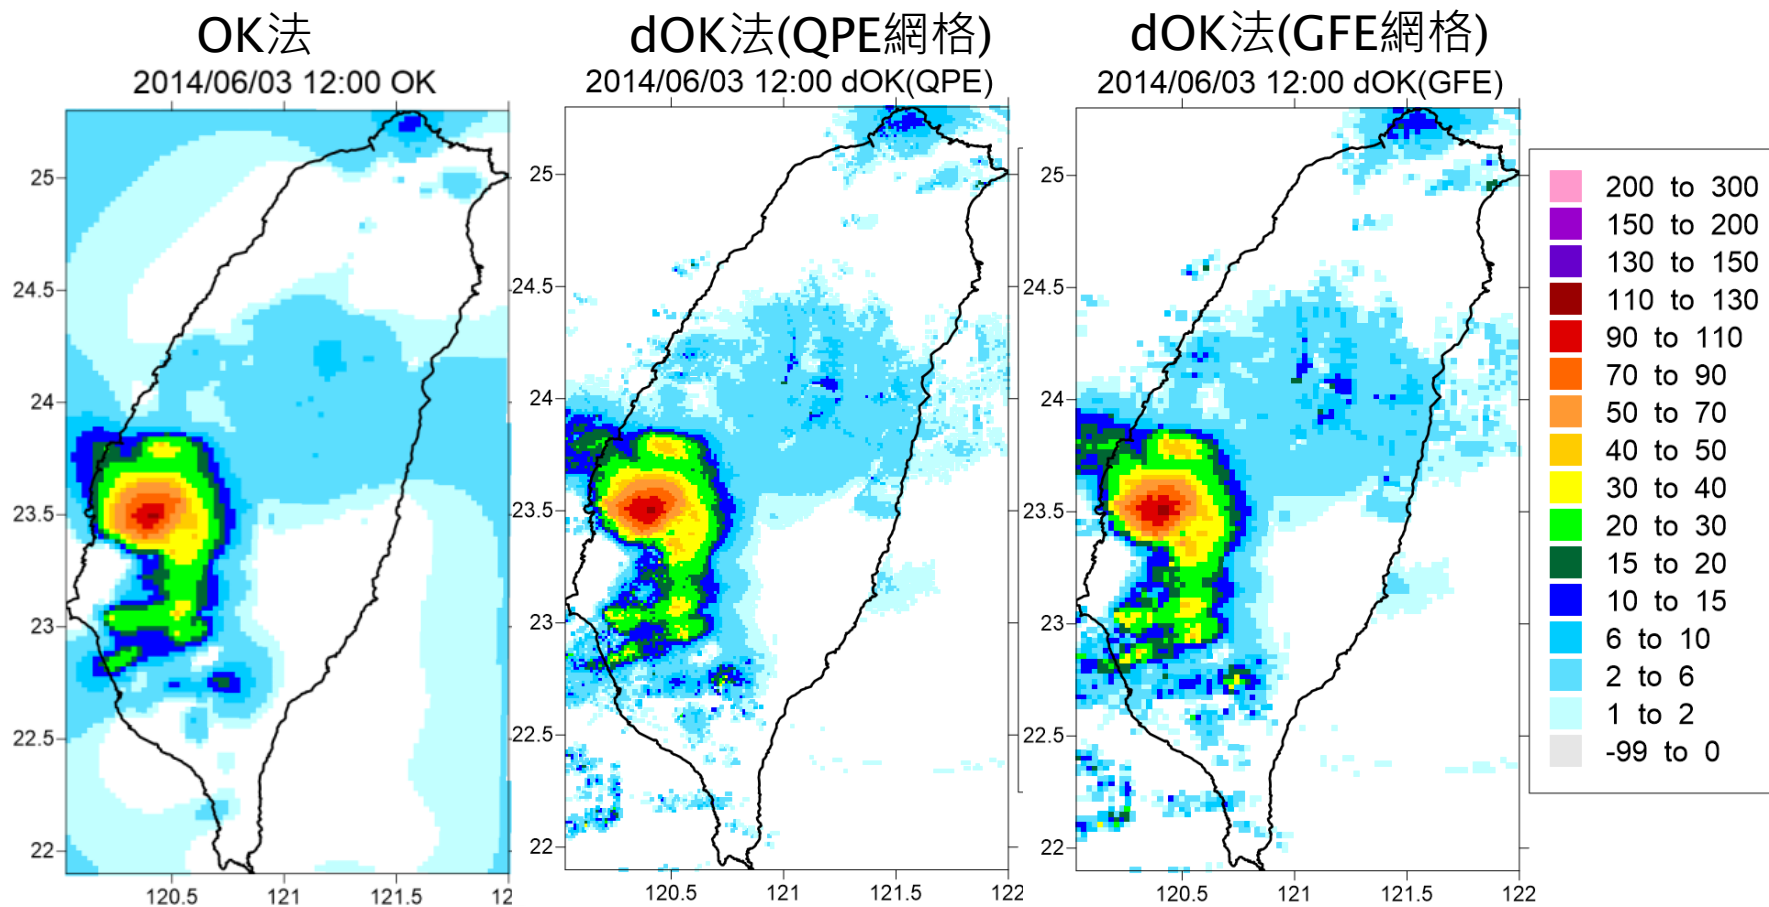 OK法
dOK法(QPE網格)
dOK法(GFE網格)
2014/06/03 12:00 OK
2014/06/03 12:00 dOK(QPE)
2014/06/03 12:00 dOK(GFE)
25
24.5
24
23.5
23
22.5
22
120.5 121 121.5 12
25
24.5
24
23.5
23
22.5
22
120.5 121 121.5 122
25
24.5
24
23.5
23
22.5
22
120.5 121 121.5 122
200 to 300
150 to 200
130 to 150
110 to 130
90 to 110
70 to 90
50 to 70
40 to 50
30 to 40
20 to 30
15 to 20
10 to 15
6 to 10
2 to 6
1 to 2
-99 to 0